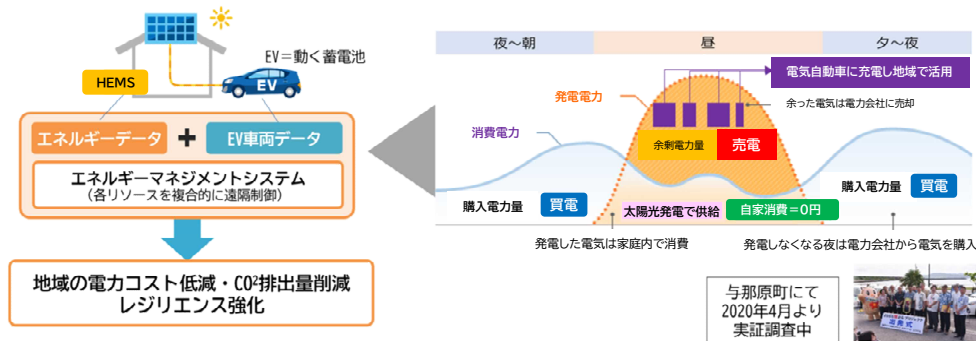 EV＝動く蓄電池
HEMS
EV
エネルギーデータ
＋
EV車両データ
エネルギーマネジメントシステム
（各リソースを複合的に遠隔制御）
地域の電力コスト低減・CO²排出量削減
レジリエンス強化
夜～朝
昼
夕～夜
電気自動車に充電し地域で活用
発電電力
余った電気は電力会社に売却
消費電力
余剰電力量
売電
購入電力量
買電
太陽光発電で供給
自家消費＝0円
購入電力量
買電
発電した電気は家庭内で消費
発電しなくなる夜は電力会社から電気を購入
与那原町にて
2020年4月より
実証調査中